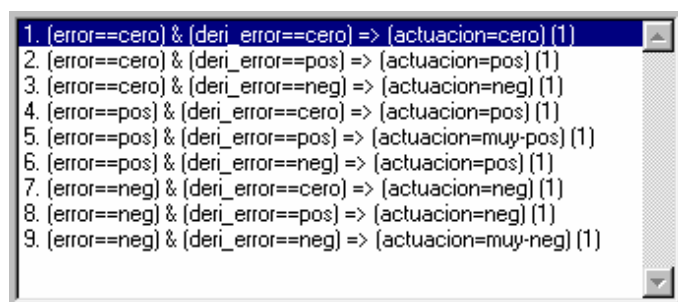 1. (error==cero) & (deri_error==cero) => (actuacion=cero) (1)
2. (error==cero) & (deri_error==pos) => (actuacion=pos) (1)
3. (error==cero) & (deri_error==neg) => (actuacion=neg) (1)
4. (error==pos) & (deri_error==cero) => (actuacion=pos) (1)
5. (error==pos) & (deri_error==pos) => (actuacion=muy-pos) (1)
6. (error==pos) & (deri_error==neg) => (actuacion=pos) (1)
7. (error==neg) & (deri_error==cero) => (actuacion=neg) (1)
8. (error==neg) & (deri_error==pos) => (actuacion=neg) (1)
9. (error==neg) & (deri_error==neg) => (actuacion=muy-neg) (1)